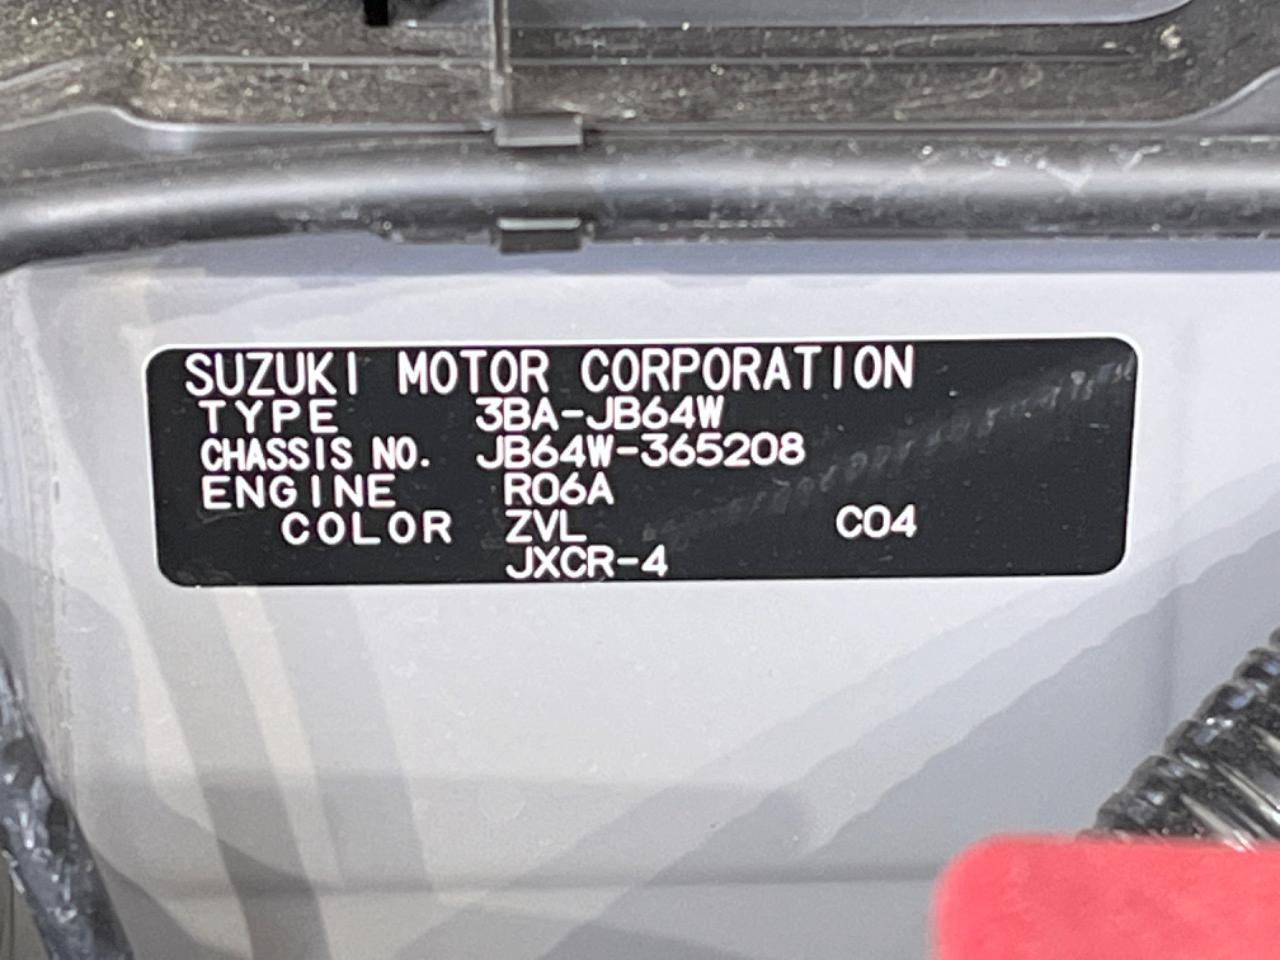 SUZUKI MOTOR CORPORATION
TYPE 3BA-JB64W
CHASSIS NO. JB64W-365208
ENGINE R06A
COLOR ZVL C04
JXCR-4